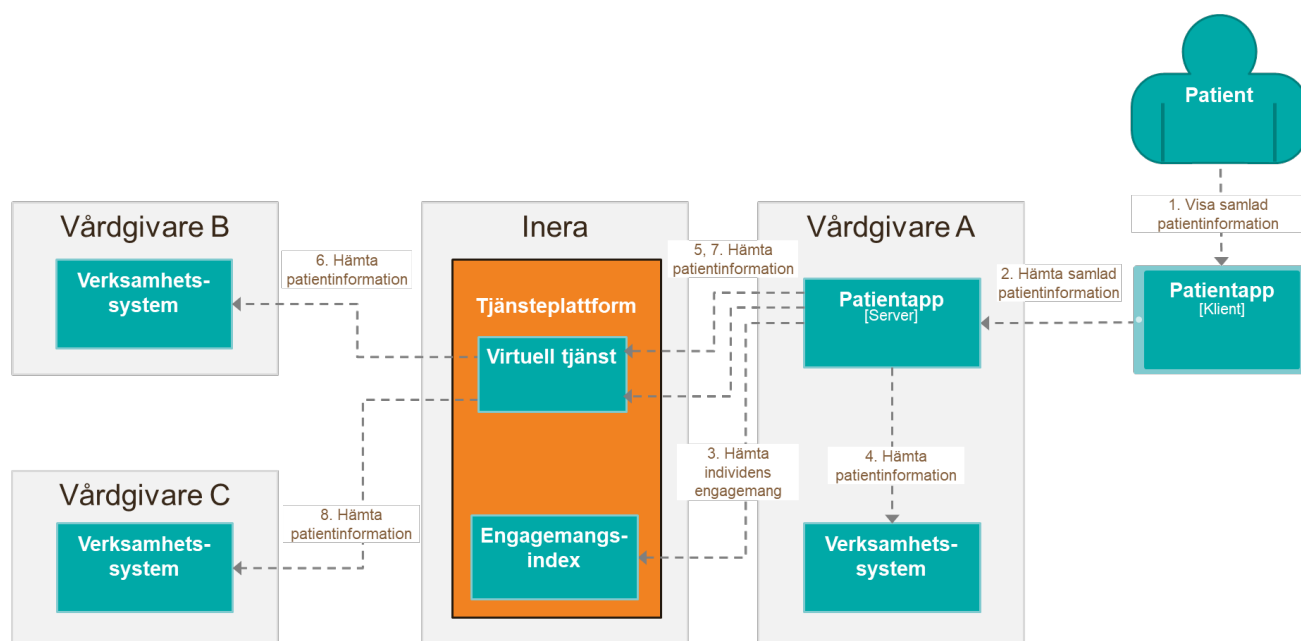 Patient
1. Visa samlad
patientinformation
Vårdgivare B
Verksamhets-
system
6. Hämta
patientinformation
Inera
Tjänsteplattform
Virtuell tjänst
5, 7. Hämta
patientinformation
Vårdgivare A
Patientapp
[Server]
2. Hämta samlad
patientinformation
Patientapp
[Klient]
3. Hämta
individens
engagemang
4. Hämta
patientinformation
Vårdgivare C
Verksamhets-
system
8. Hämta
patientinformation
Engagemangs-
index
Verksamhets-
system